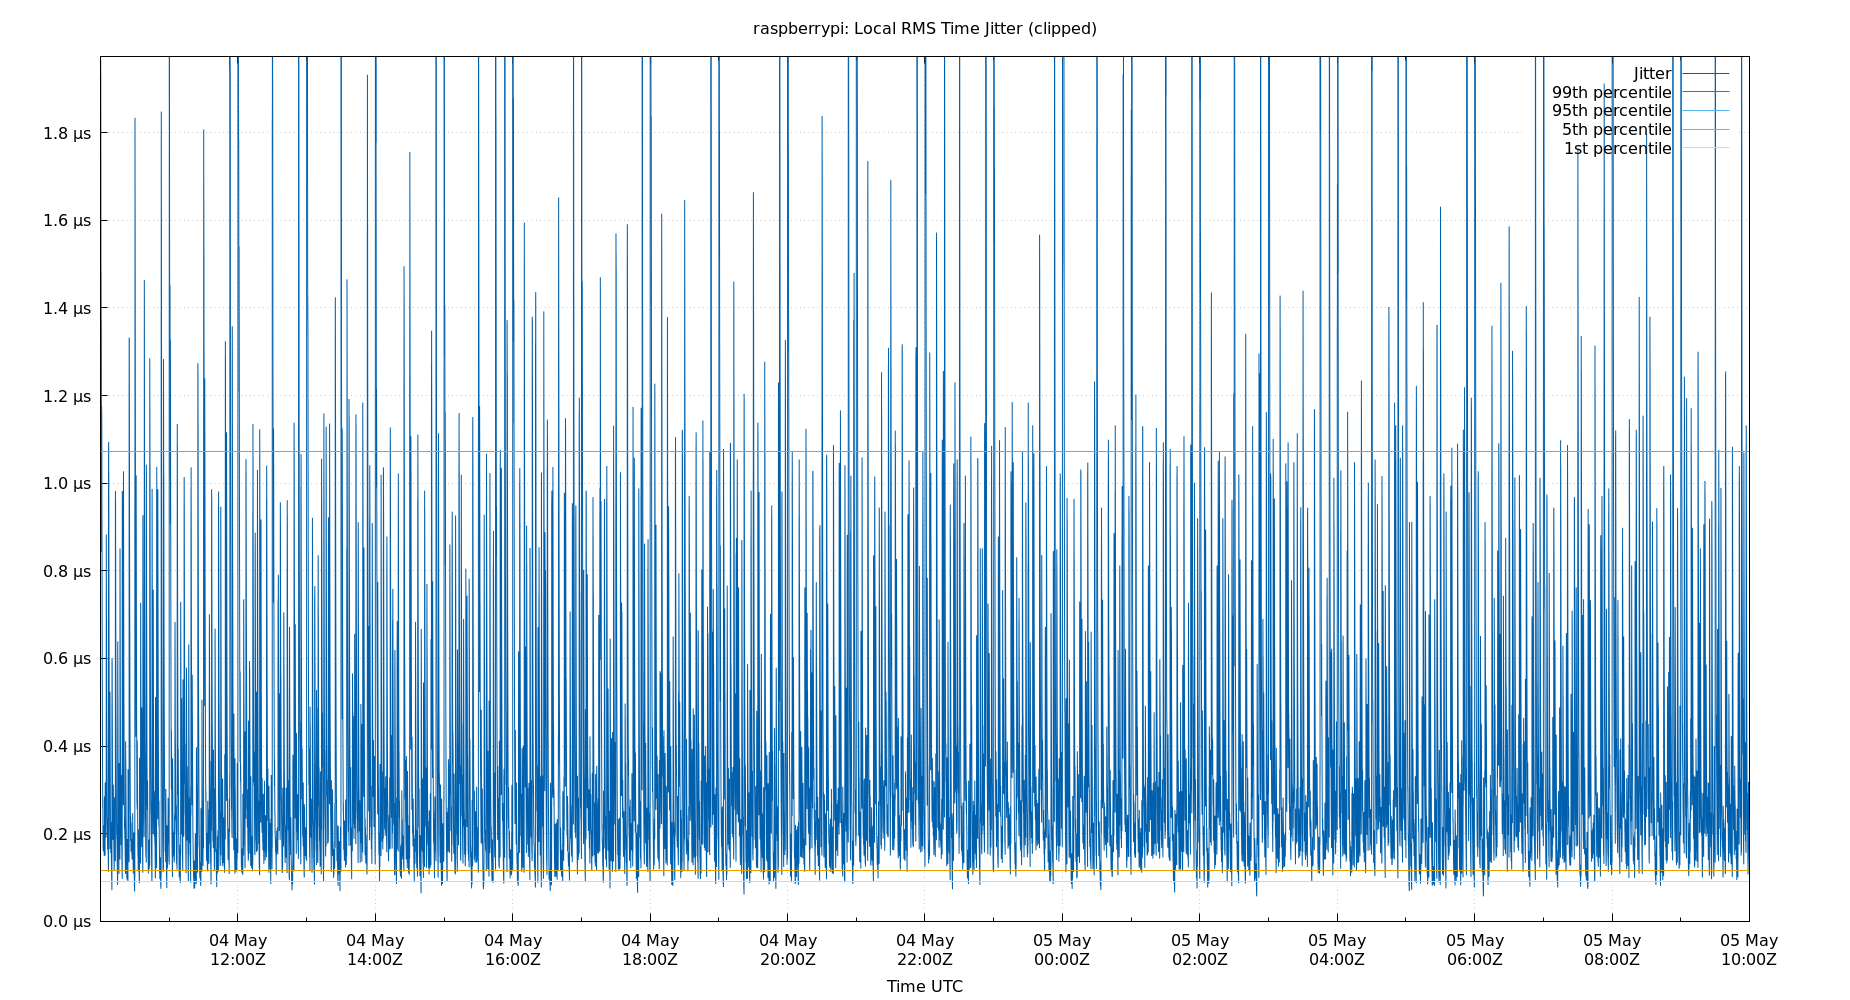 raspberrypi: Local RMS Time Jitter (clipped)
Jitter
99th percentile
95th percentile
5th percentile
1st percentile
1.8 µs
1.6 µs
1.4 µs
1.2 µs
1.0 µs
0.8 µs
0.6 µs
0.4 µs
0.2 µs
0.0 µs
04 May 04 May 04 May 04 May 04 May 04 May 05 May 05 May 05 May 05 May 05 May 05 May
12:00Z 14:00Z 16:00Z 18:00Z 20:00Z 22:00Z 00:00Z 02:00Z 04:00Z 06:00Z 08:00Z 10:00Z
Time UTC